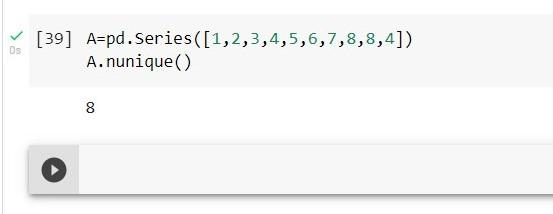 [39] A=pd.Series([1,2,3,4,5,6,7,8,8,4])
0s
A.nunique()
8